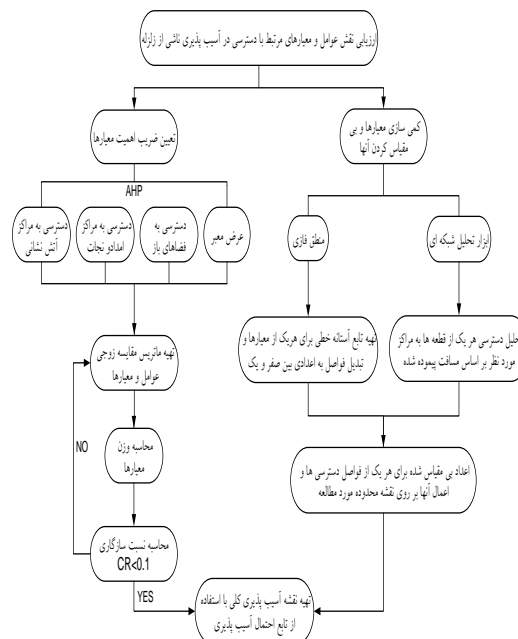 ارزیابی نقش عوامل و معیارهای مرتبط با دسترسی در آسیب پذیری ناشی از زلزله
تعیین ضریب اهمیت معیارها
کمی سازی معیارها و بی
مقیاس کردن آنها
AHP
عرض معبر
دسترسی به
فضاهای باز
دسترسی به مراکز
امدادو نجات
دسترسی به مراکز
آتش نشانی
ابزار تحلیل شبکه ای
منطق فازی
تهیه ماتریس مقایسه زوجی
عوامل و معیارها
تهیه تابع آستانه خطی برای هریک از معیارها و
تبدیل فواصل به اعدادی بین صفر و یک
حلیل دسترسی هر یک از قطعه ها به مراکز
مورد نظر بر اساس مسافت پیموده شده
NO
محاسبه وزن
معیارها
اعداد بی مقیاس شده برای هر یک از فواصل دسترسی ها و
اعمال آنها بر روی نقشه محدوده مورد مطالعه
محاسبه نسبت سازگاری
CR<0.1
YES
تهیه نقشه آسیب پذیری کلی با استفاده
از تابع احتمال آسیب پذیری